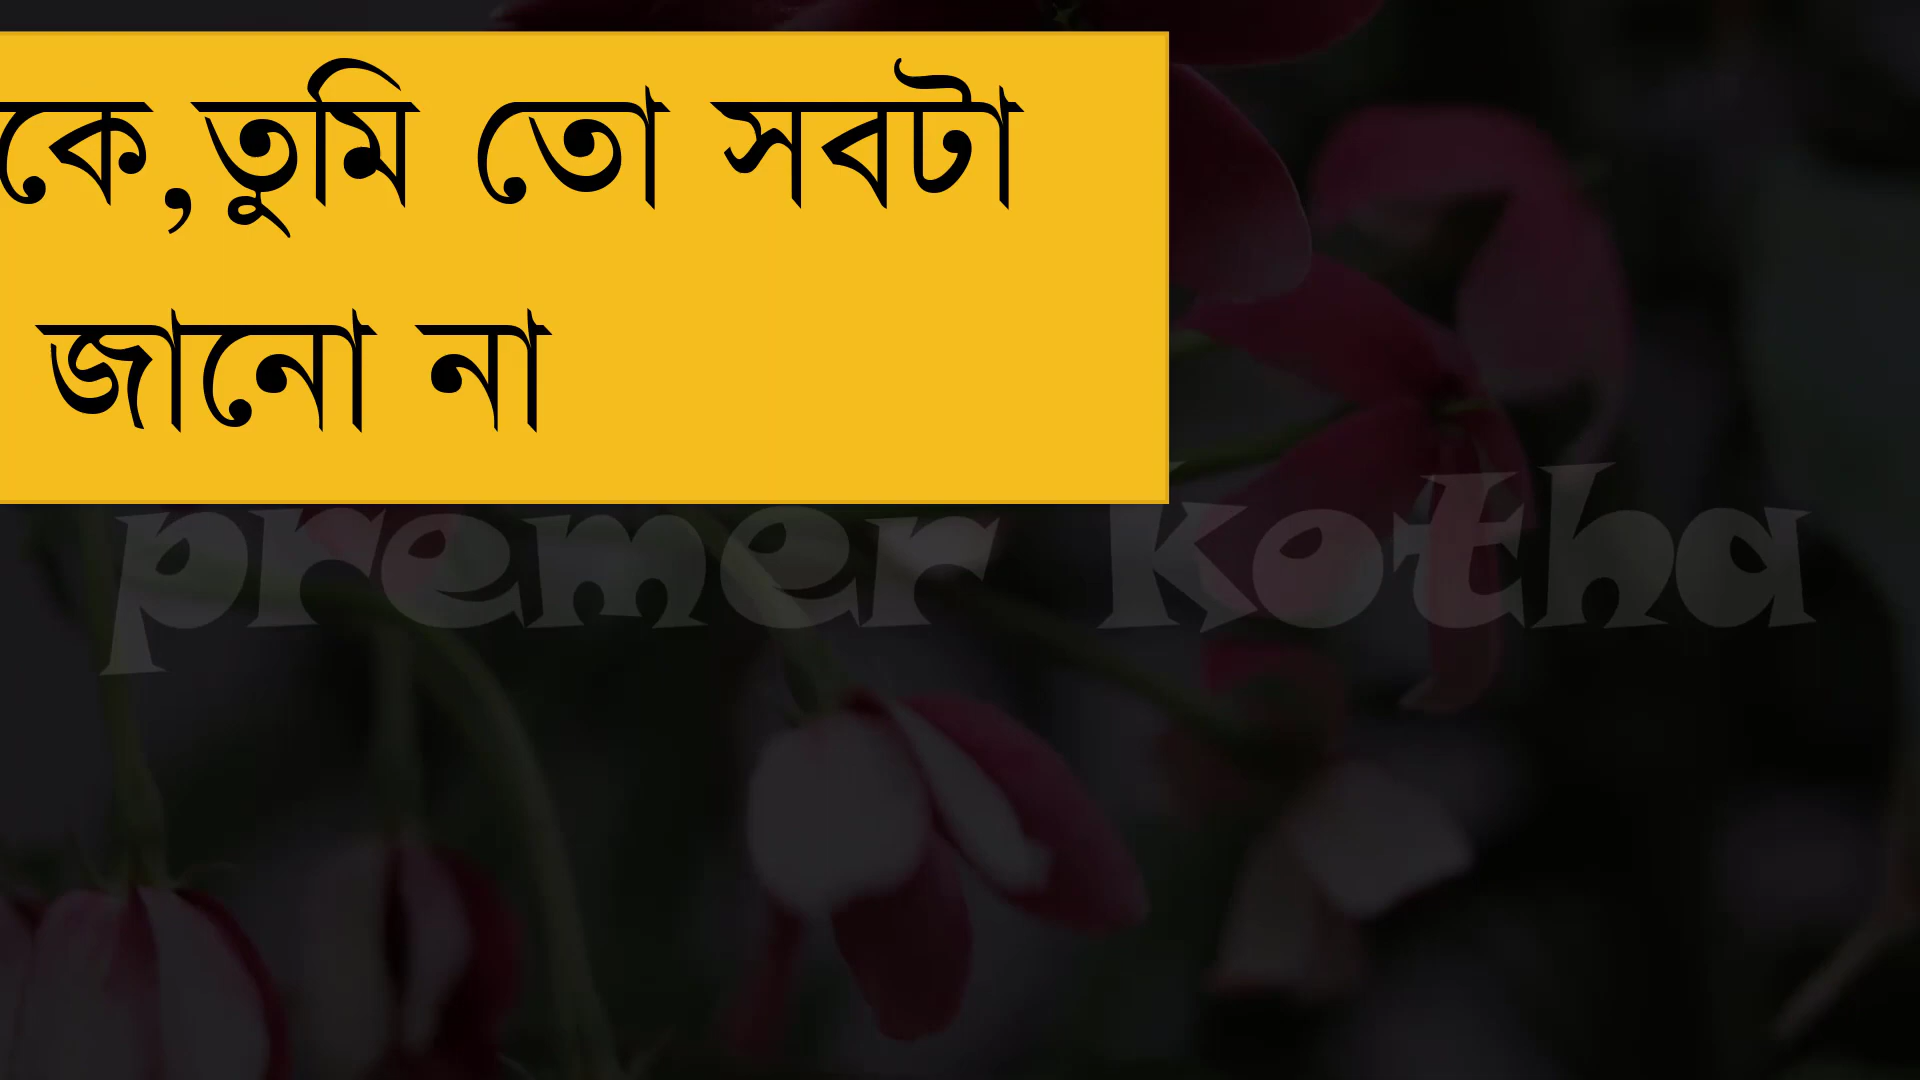 কে,তুমি তো সবটা
জানো না
premer kotha